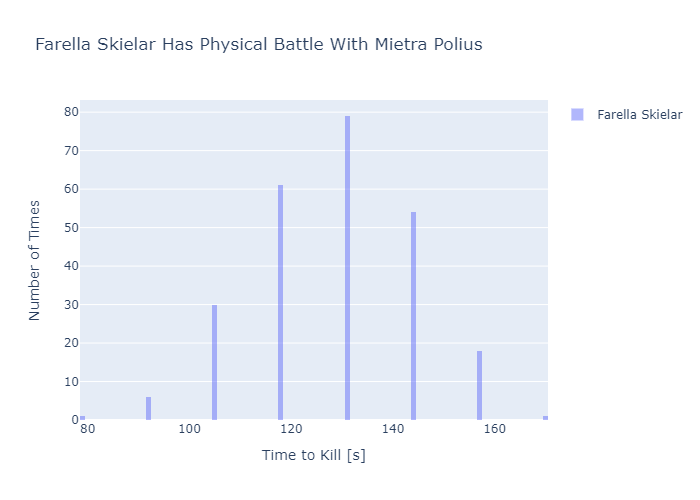 Farella Skielar Has Physical Battle With Mietra Polius
Farella Skielar
80
70
60
50
40
30
20
10
0
Number of Times
80 100 120 140 160
Time to Kill [s]